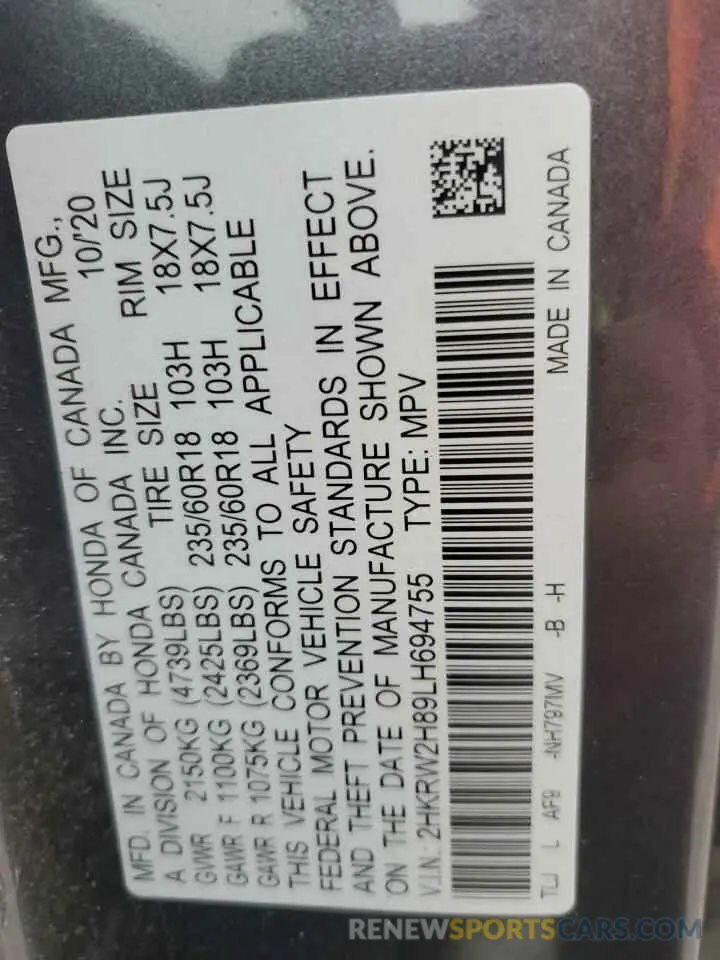 MFD. IN CANADA BY HONDA OF CANADA MFG.,
A DIVISION OF HONDA CANADA INC. 10/'20
TIRE SIZE RIM SIZE
GVWR 2150KG (4739LBS)
GAWR F 1100KG (2425LBS) 235/60R18 103H 18X7.5J
GAWR R 1075KG (2369LBS) 235/60R18 103H 18X7.5J
THIS VEHICLE CONFORMS TO ALL APPLICABLE
FEDERAL MOTOR VEHICLE SAFETY
AND THEFT PREVENTION STANDARDS IN EFFECT
ON THE DATE OF MANUFACTURE SHOWN ABOVE.
V.I.N.: 2HKRW2H89LH694755 TYPE: MPV
TLJ L AF9 -NH797MV -B -H MADE IN CANADA
RENEWSPORTSCARS.COM